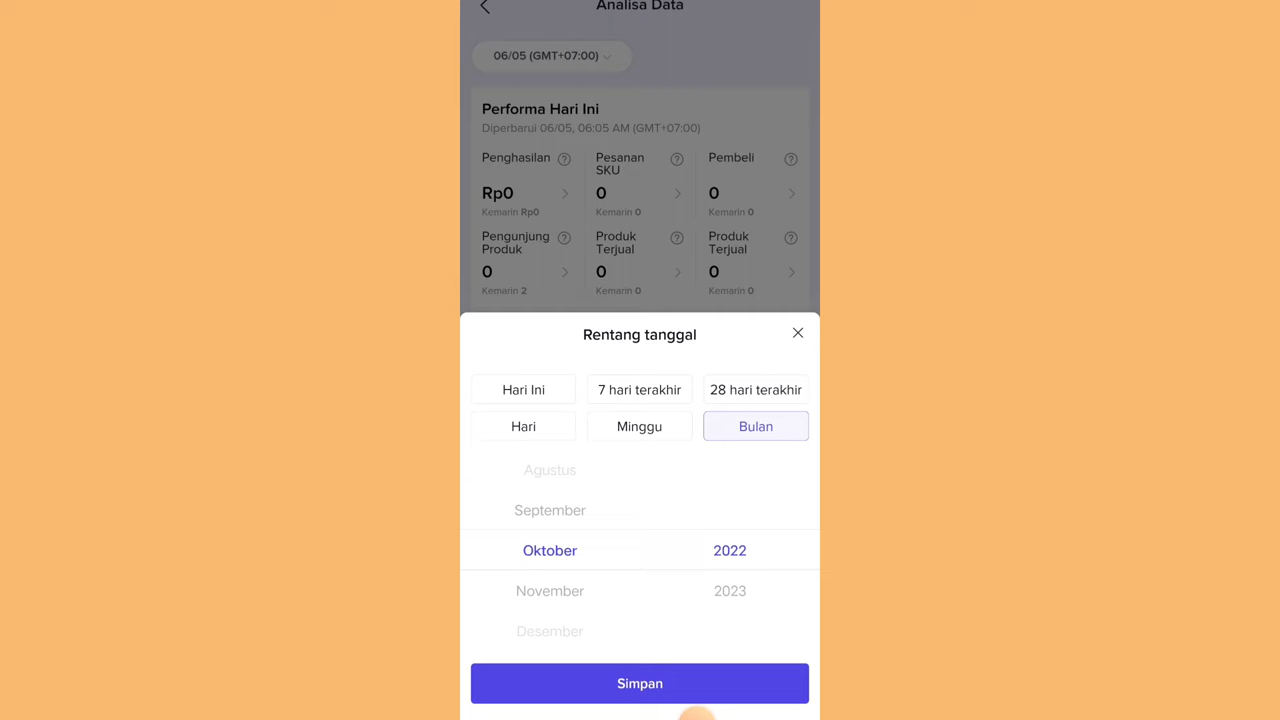 Analisa Data
06/05 (GMT+07:00)
Performa Hari Ini
Diperbarui 06/05, 06:05 AM (GMT+07:00)
Penghasilan ?
Pesanan SKU ?
Pembeli ?
Rp0
0
0
Kemarin Rp0
Kemarin 0
Kemarin 0
Pengunjung Produk ?
Produk Terjual ?
Produk Terjual ?
0
0
0
Kemarin 2
Kemarin 0
Kemarin 0
Rentang tanggal
Hari Ini
7 hari terakhir
28 hari terakhir
Hari
Minggu
Bulan
Agustus
September
Oktober 2022
November 2023
Desember
Simpan